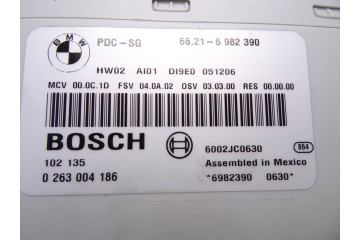 BMW
PDC-SG 66.21-6 982 390
HW02 AI01 DI9E0 051206
MCV 00.0C.1D FSV 04.0A.02 OSV 03.03.00 RES 00.00.00
BOSCH
6002JC0630 864
102 135
Assembled in Mexico
0 263 004 186
*6982390 0630*